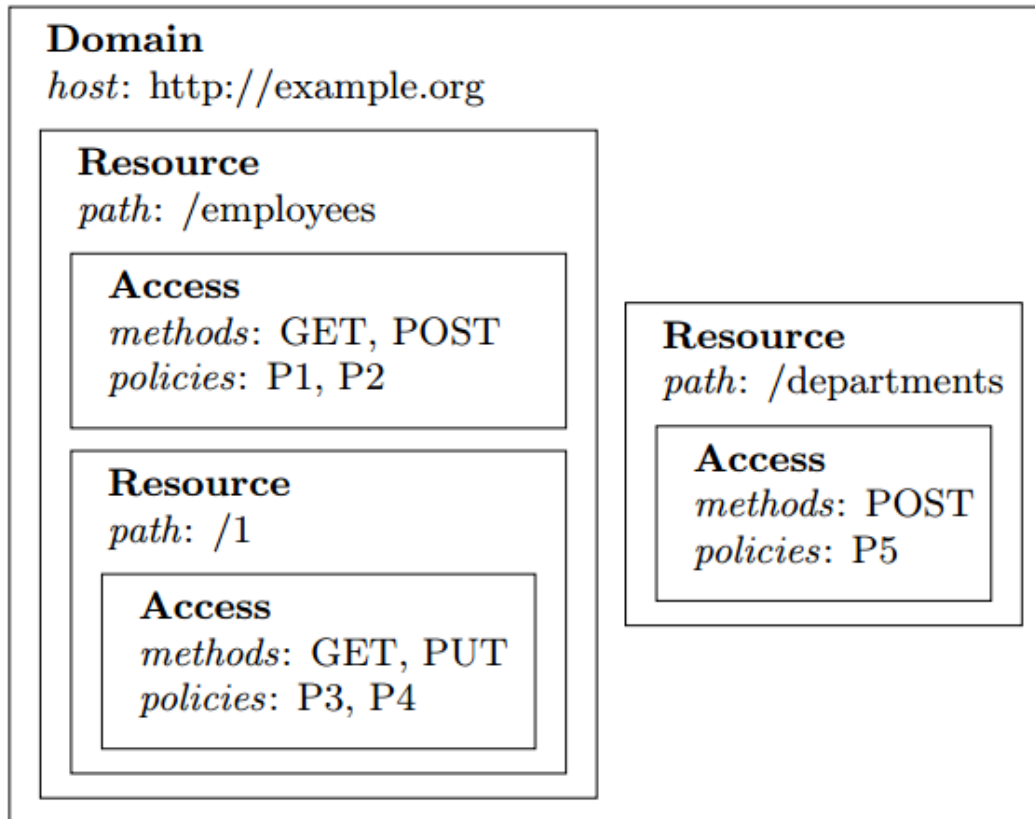 Domain
host: http://example.org
Resource
path: /employees
Access
methods: GET, POST
policies: P1, P2
Resource
path: /1
Access
methods: GET, PUT
policies: P3, P4
Resource
path: /departments
Access
methods: POST
policies: P5